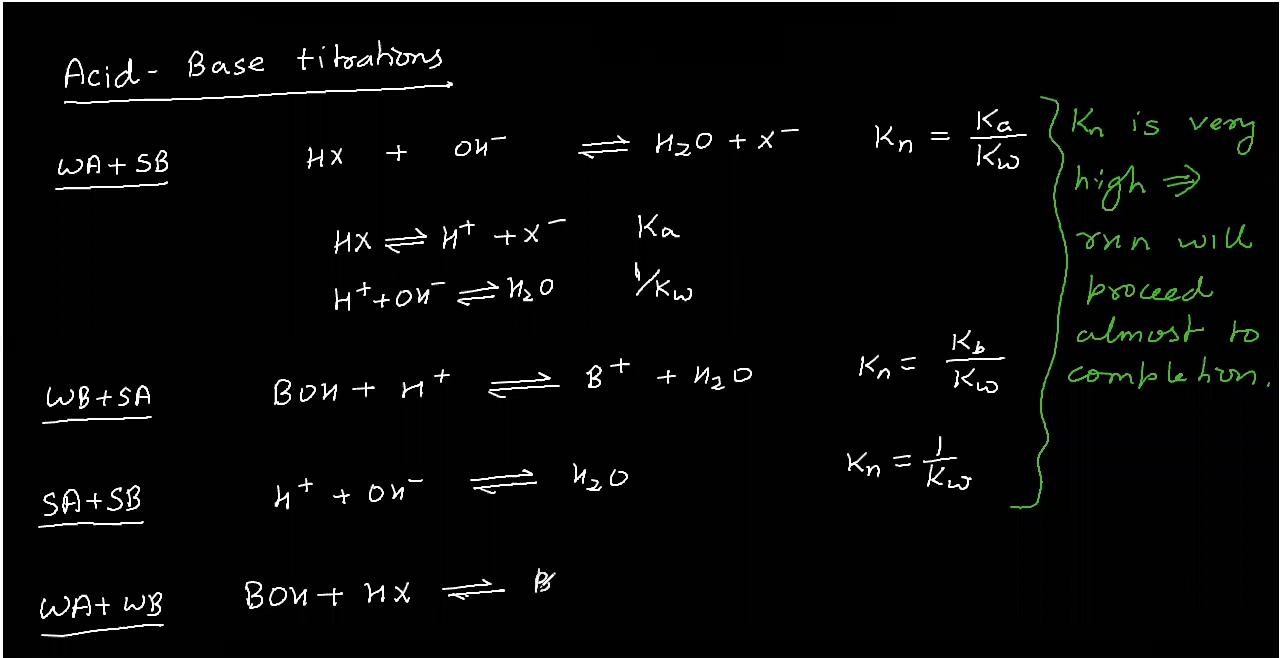 Acid- Base titrations
WA + SB HX + OH⁻ ⇌ H₂O + X⁻ Kn = Ka/Kw
HX ⇌ H⁺ + X⁻ Ka
H⁺ + OH⁻ ⇌ H₂O 1/Kw
WB + SA BOH + H⁺ ⇌ B⁺ + H₂O Kn = Kb/Kw
SA + SB H⁺ + OH⁻ ⇌ H₂O Kn = 1/Kw
WA + WB BOH + HX ⇌ B
Kn is very
high ⇒
rxn will
proceed
almost to
completion.